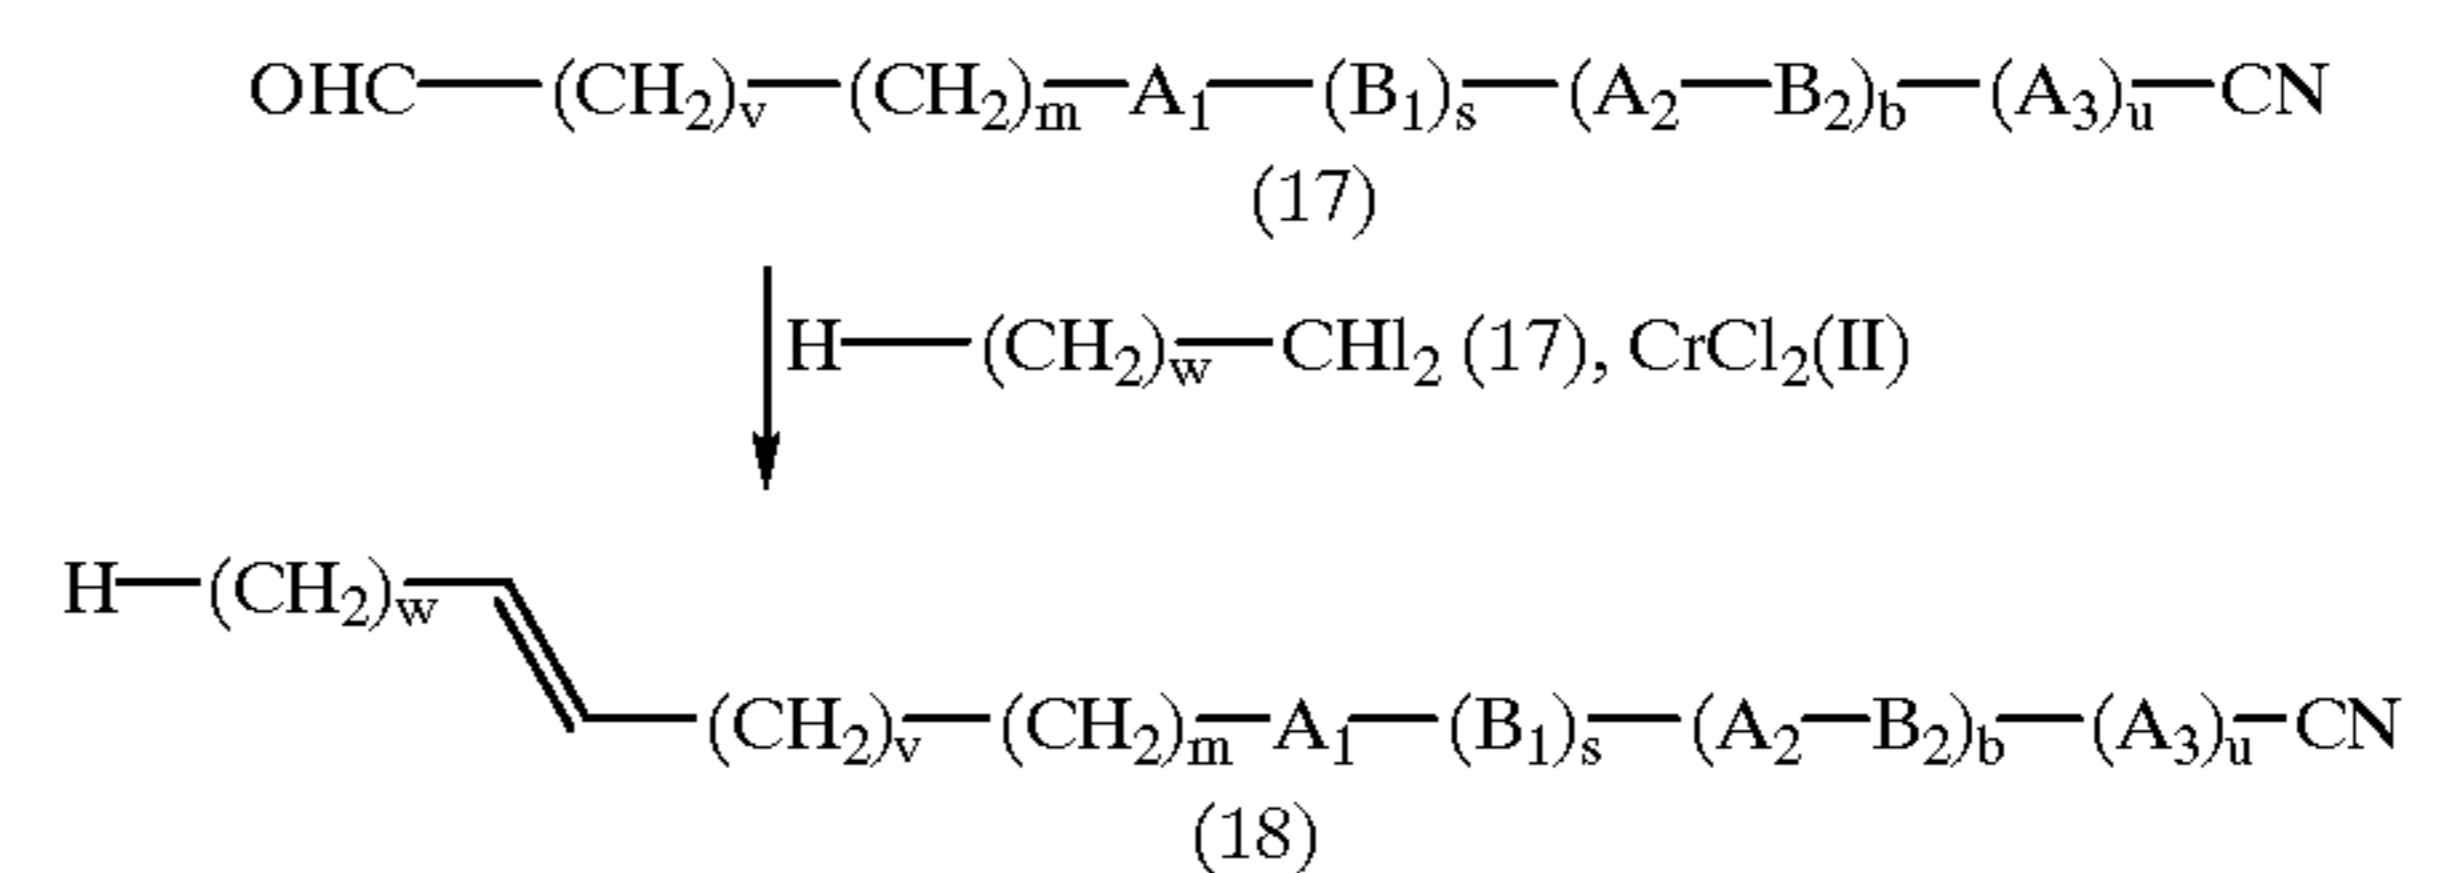 OHC—(CH₂)ᵥ—(CH₂)ₘ—A₁—(B₁)ₛ—(A₂—B₂)b—(A₃)ᵤ—CN
(17)
H—(CH₂)w—CHl₂ (17), CrCl₂(II)
H—(CH₂)w
(CH₂)ᵥ—(CH₂)ₘ—A₁—(B₁)ₛ—(A₂—B₂)b—(A₃)ᵤ—CN
(18)